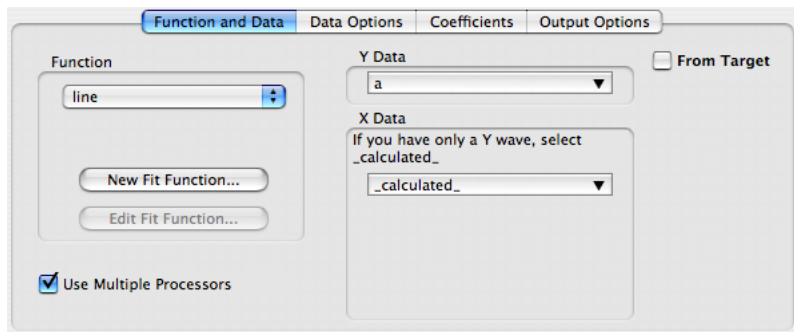 Function and Data
Data Options
Coefficients
Output Options
Function
line
New Fit Function...
Edit Fit Function...
Use Multiple Processors
Y Data
a
X Data
If you have only a Y wave, select
_calculated_
_calculated_
From Target